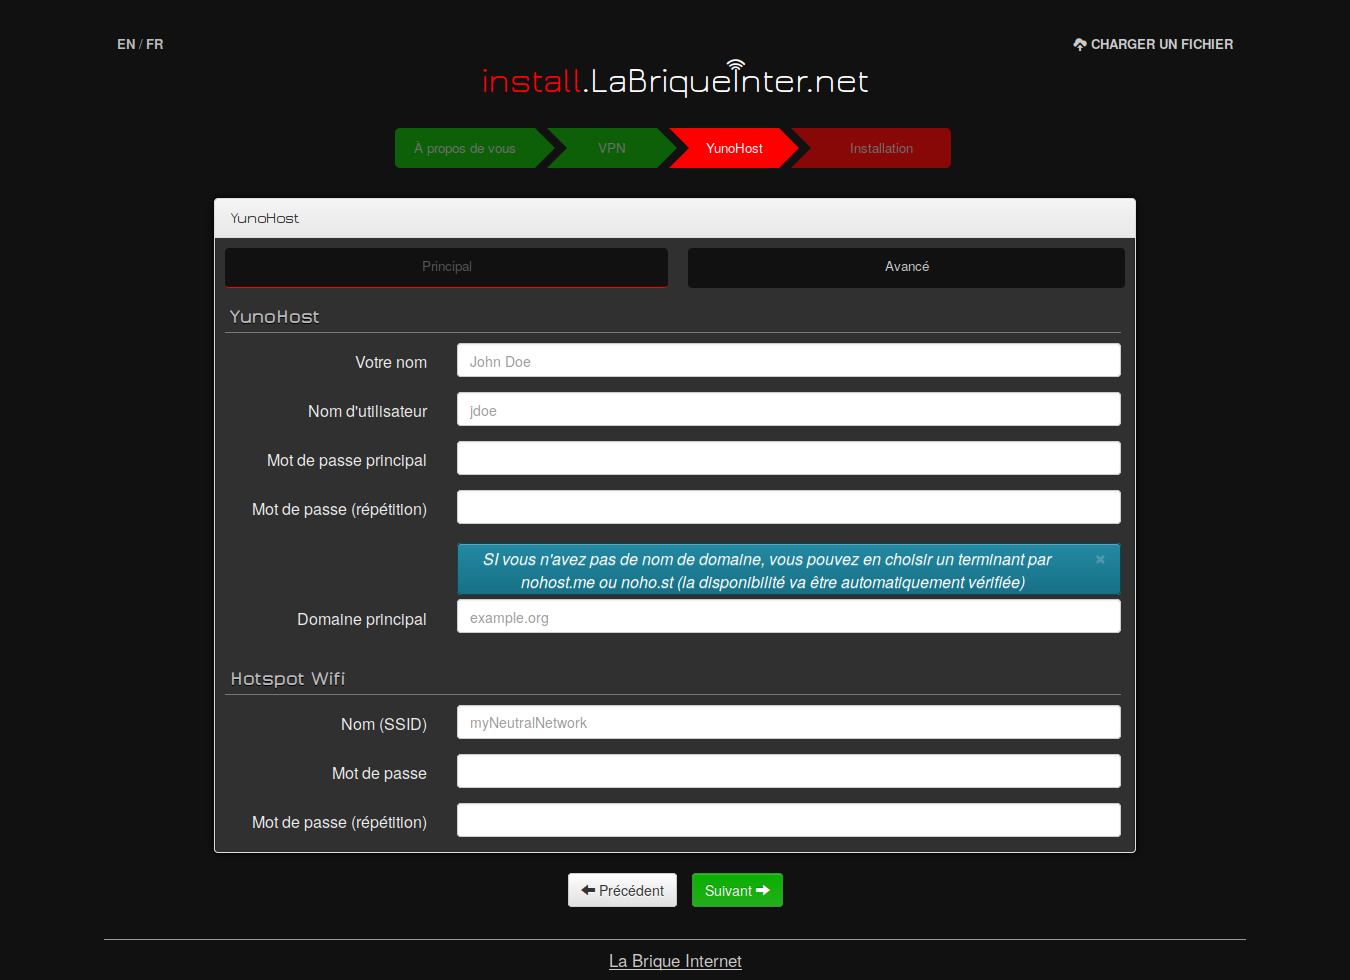 EN / FR
CHARGER UN FICHIER
install.LaBriqueInter.net
À propos de vous
VPN
YunoHost
Installation
YunoHost
Principal
Avancé
YunoHost
Votre nom
John Doe
Nom d'utilisateur
jdoe
Mot de passe principal
Mot de passe (répétition)
SI vous n'avez pas de nom de domaine, vous pouvez en choisir un terminant par
nohost.me ou noho.st (la disponibilité va être automatiquement vérifiée)
×
Domaine principal
example.org
Hotspot Wifi
Nom (SSID)
myNeutralNetwork
Mot de passe
Mot de passe (répétition)
Précédent
Suivant
La Brique Internet